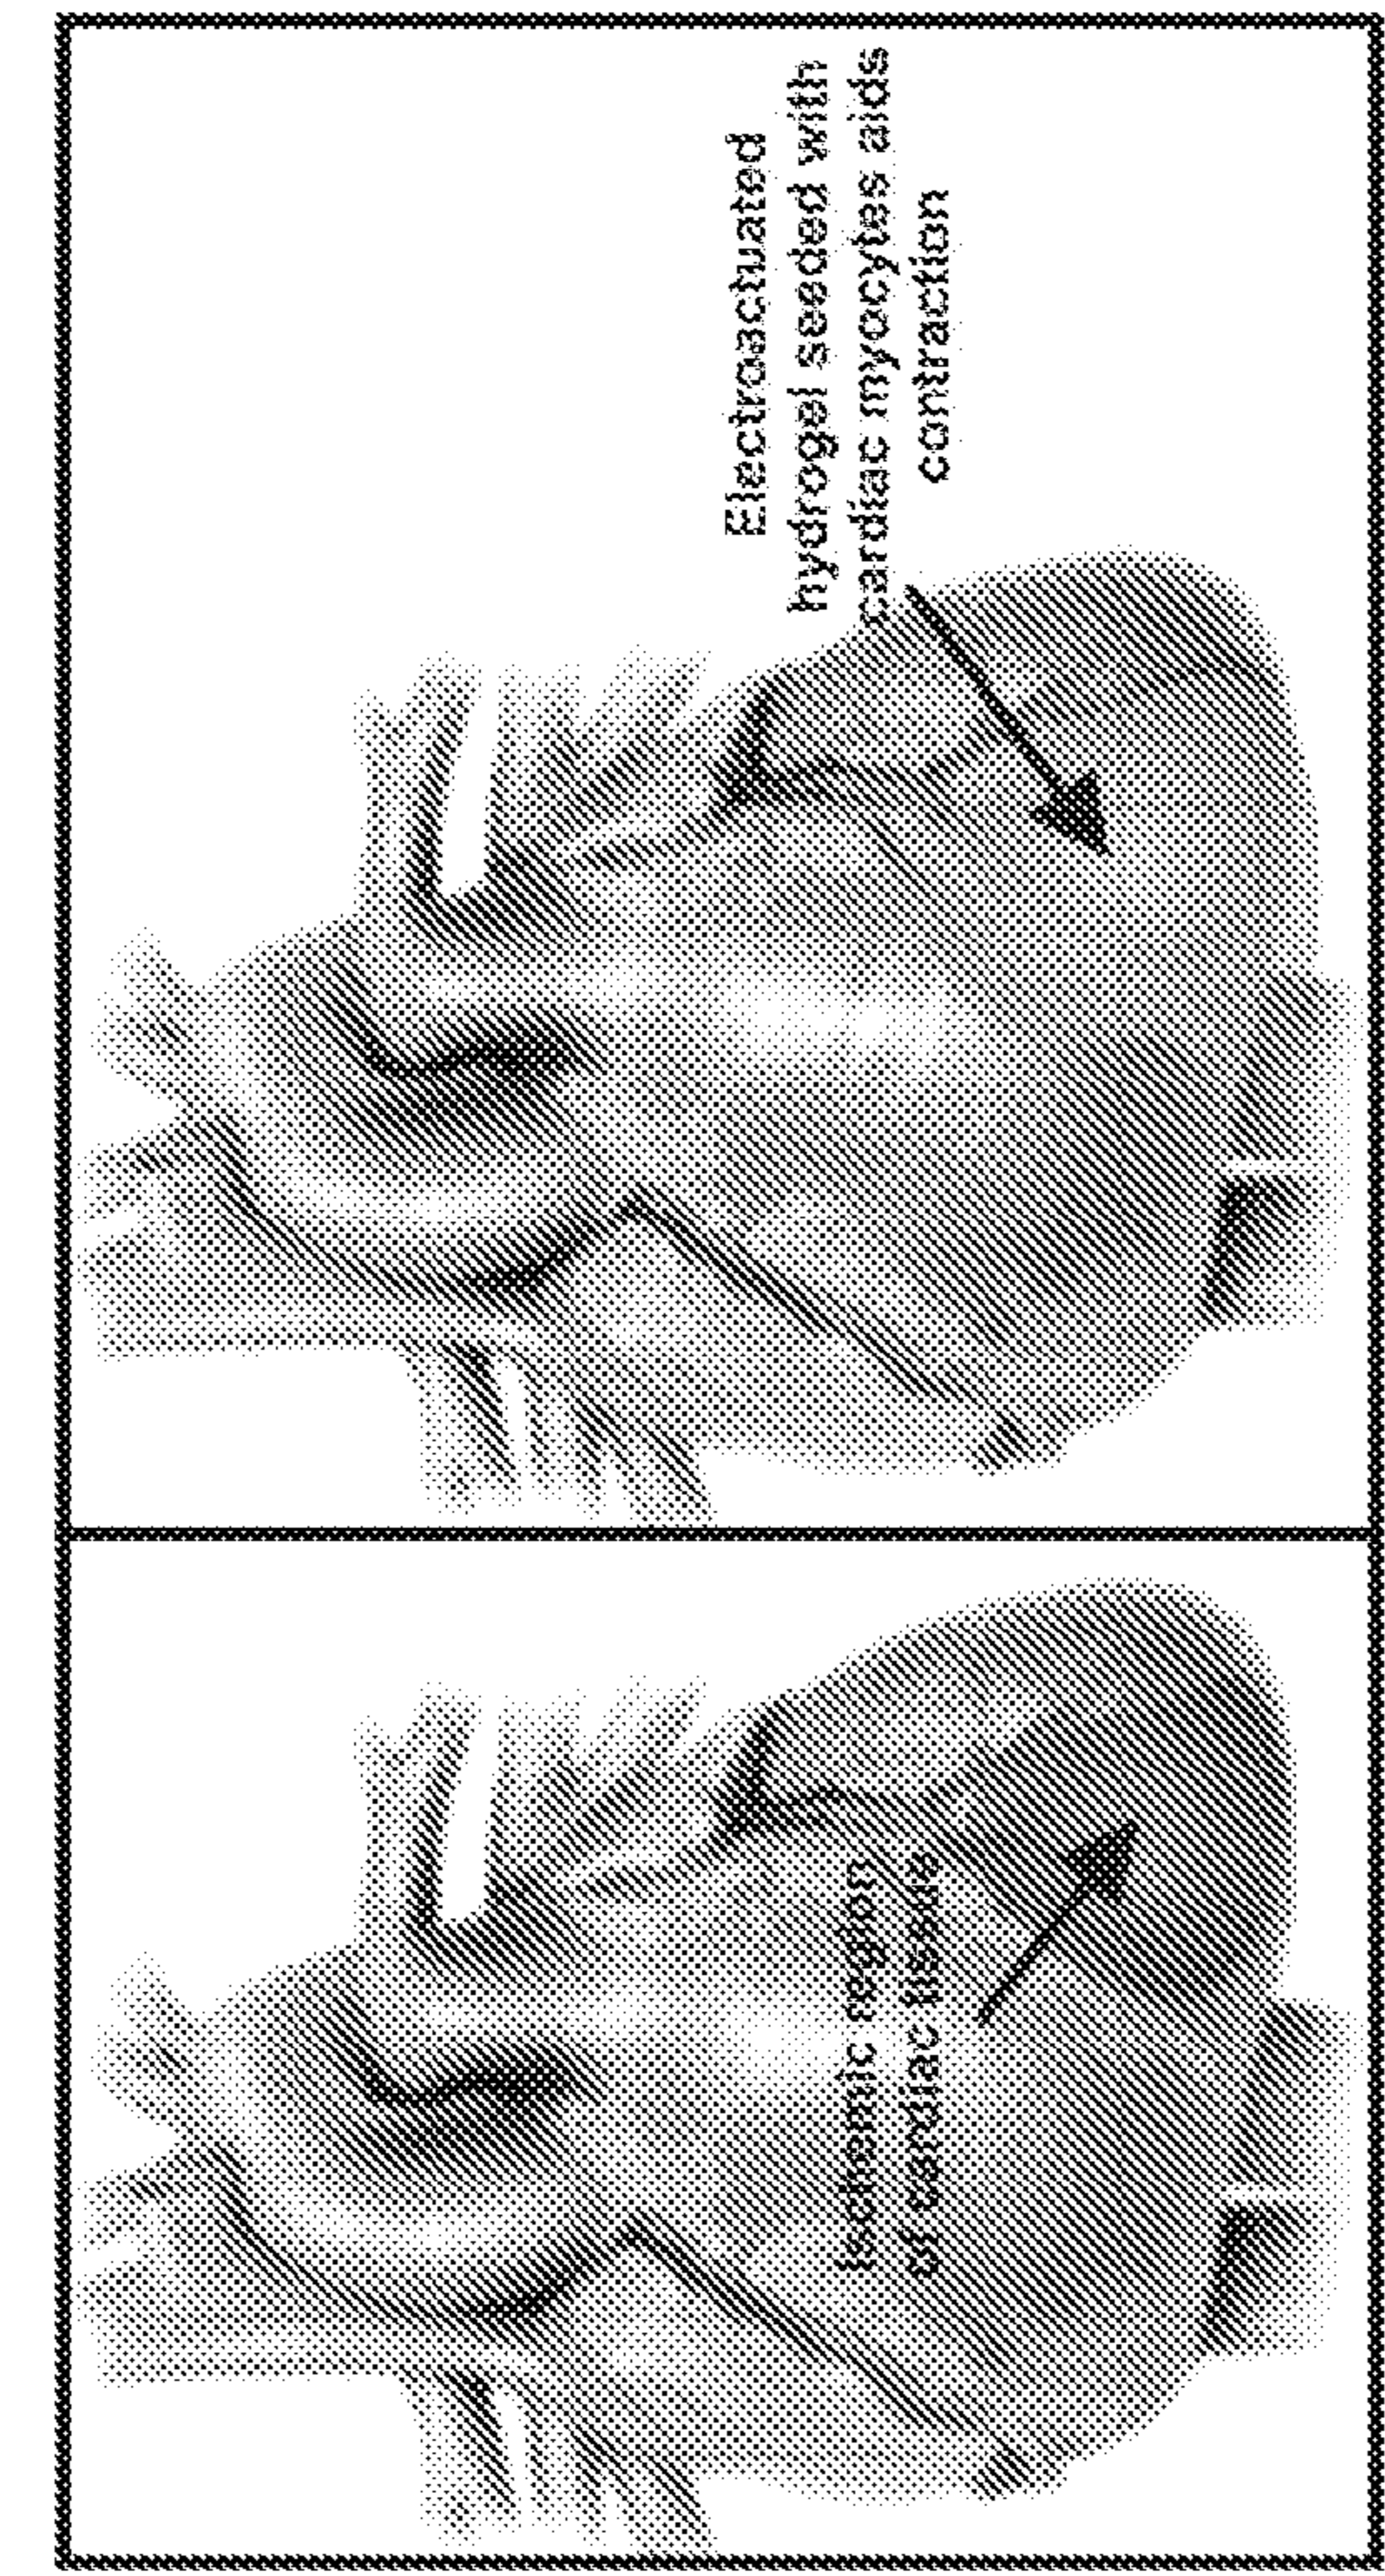 Ischemic region
of cardiac tissue
Electroactuated
hydrogel seeded with
cardiac myocytes aids
contraction